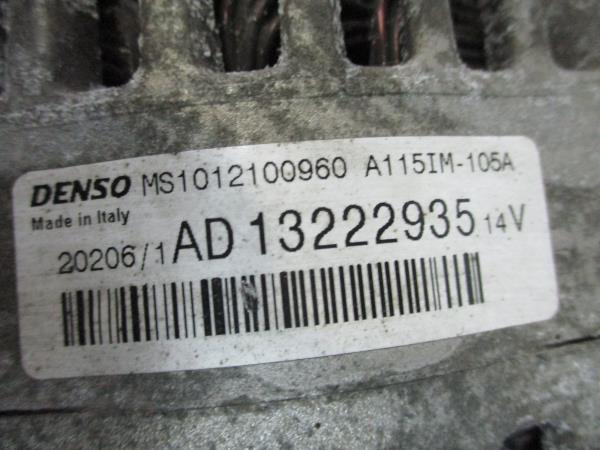 DENSO MS1012100960 A115IM-105A
Made in Italy
20206/1 AD 13222935 14V